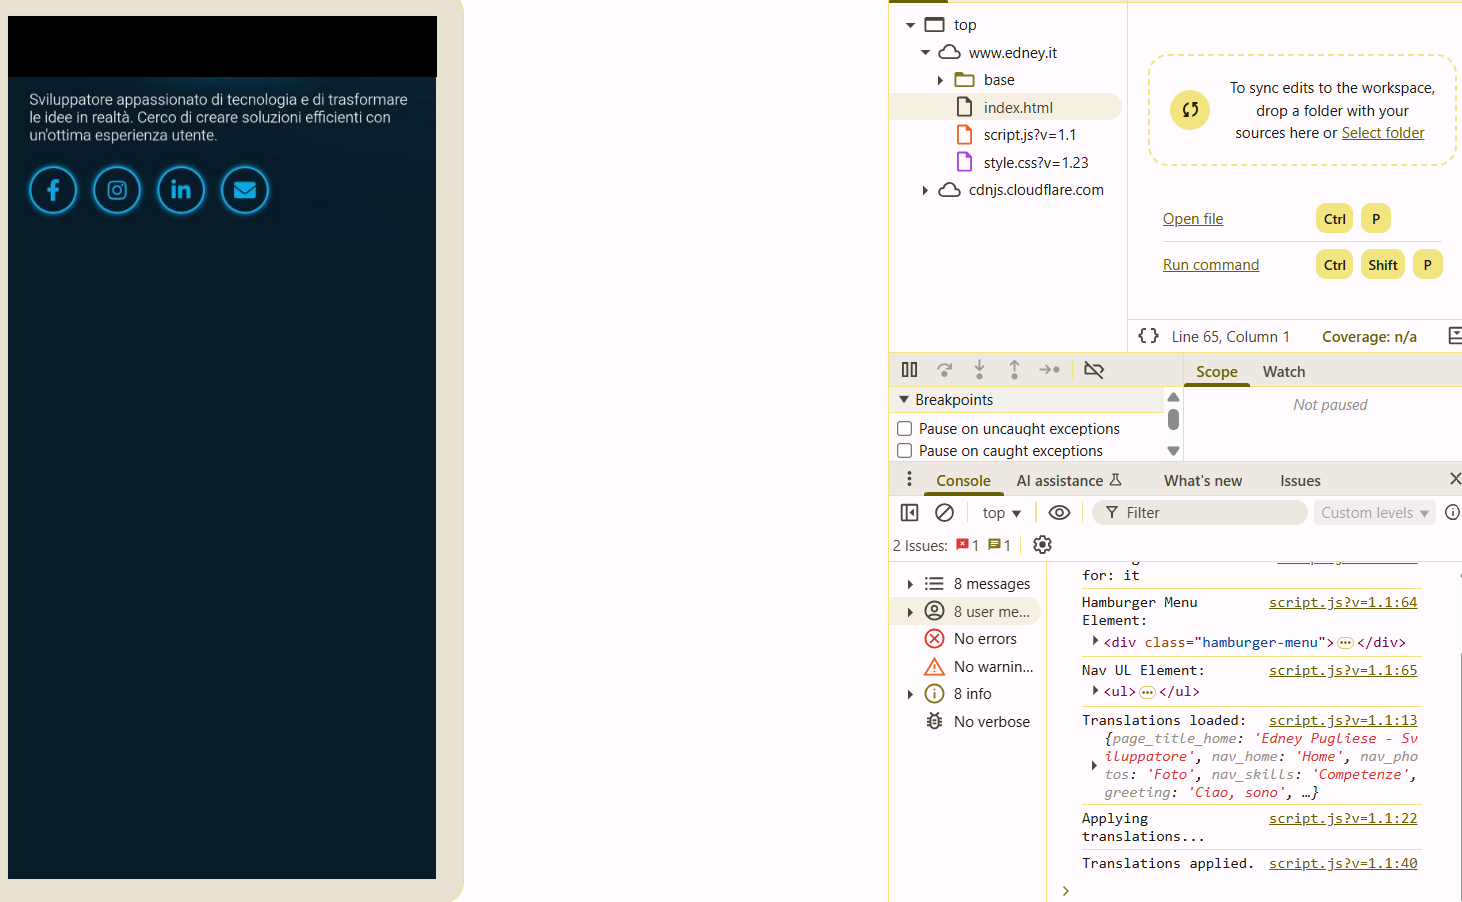 Sviluppatore appassionato di tecnologia e di trasformare
le idee in realtà. Cerco di creare soluzioni efficienti con
un'ottima esperienza utente.
top
www.edney.it
base
index.html
script.js?v=1.1
style.css?v=1.23
cdnjs.cloudflare.com
To sync edits to the workspace,
drop a folder with your
sources here or Select folder
Open file Ctrl P
Run command Ctrl Shift P
Line 65, Column 1 Coverage: n/a
Scope Watch
Breakpoints
Not paused
Pause on uncaught exceptions
Pause on caught exceptions
Console AI assistance What's new Issues
top Filter Custom levels
2 Issues: 1 1
8 messages
8 user me...
No errors
No warnin...
8 info
No verbose
for: it
Hamburger Menu script.js?v=1.1:64
Element:
<div class="hamburger-menu"></div>
Nav UL Element: script.js?v=1.1:65
<ul></ul>
Translations loaded: script.js?v=1.1:13
{page_title_home: 'Edney Pugliese - Sv
iluppatore', nav_home: 'Home', nav_pho
tos: 'Foto', nav_skills: 'Competenze',
greeting: 'Ciao, sono', …}
Applying script.js?v=1.1:22
translations...
Translations applied. script.js?v=1.1:40